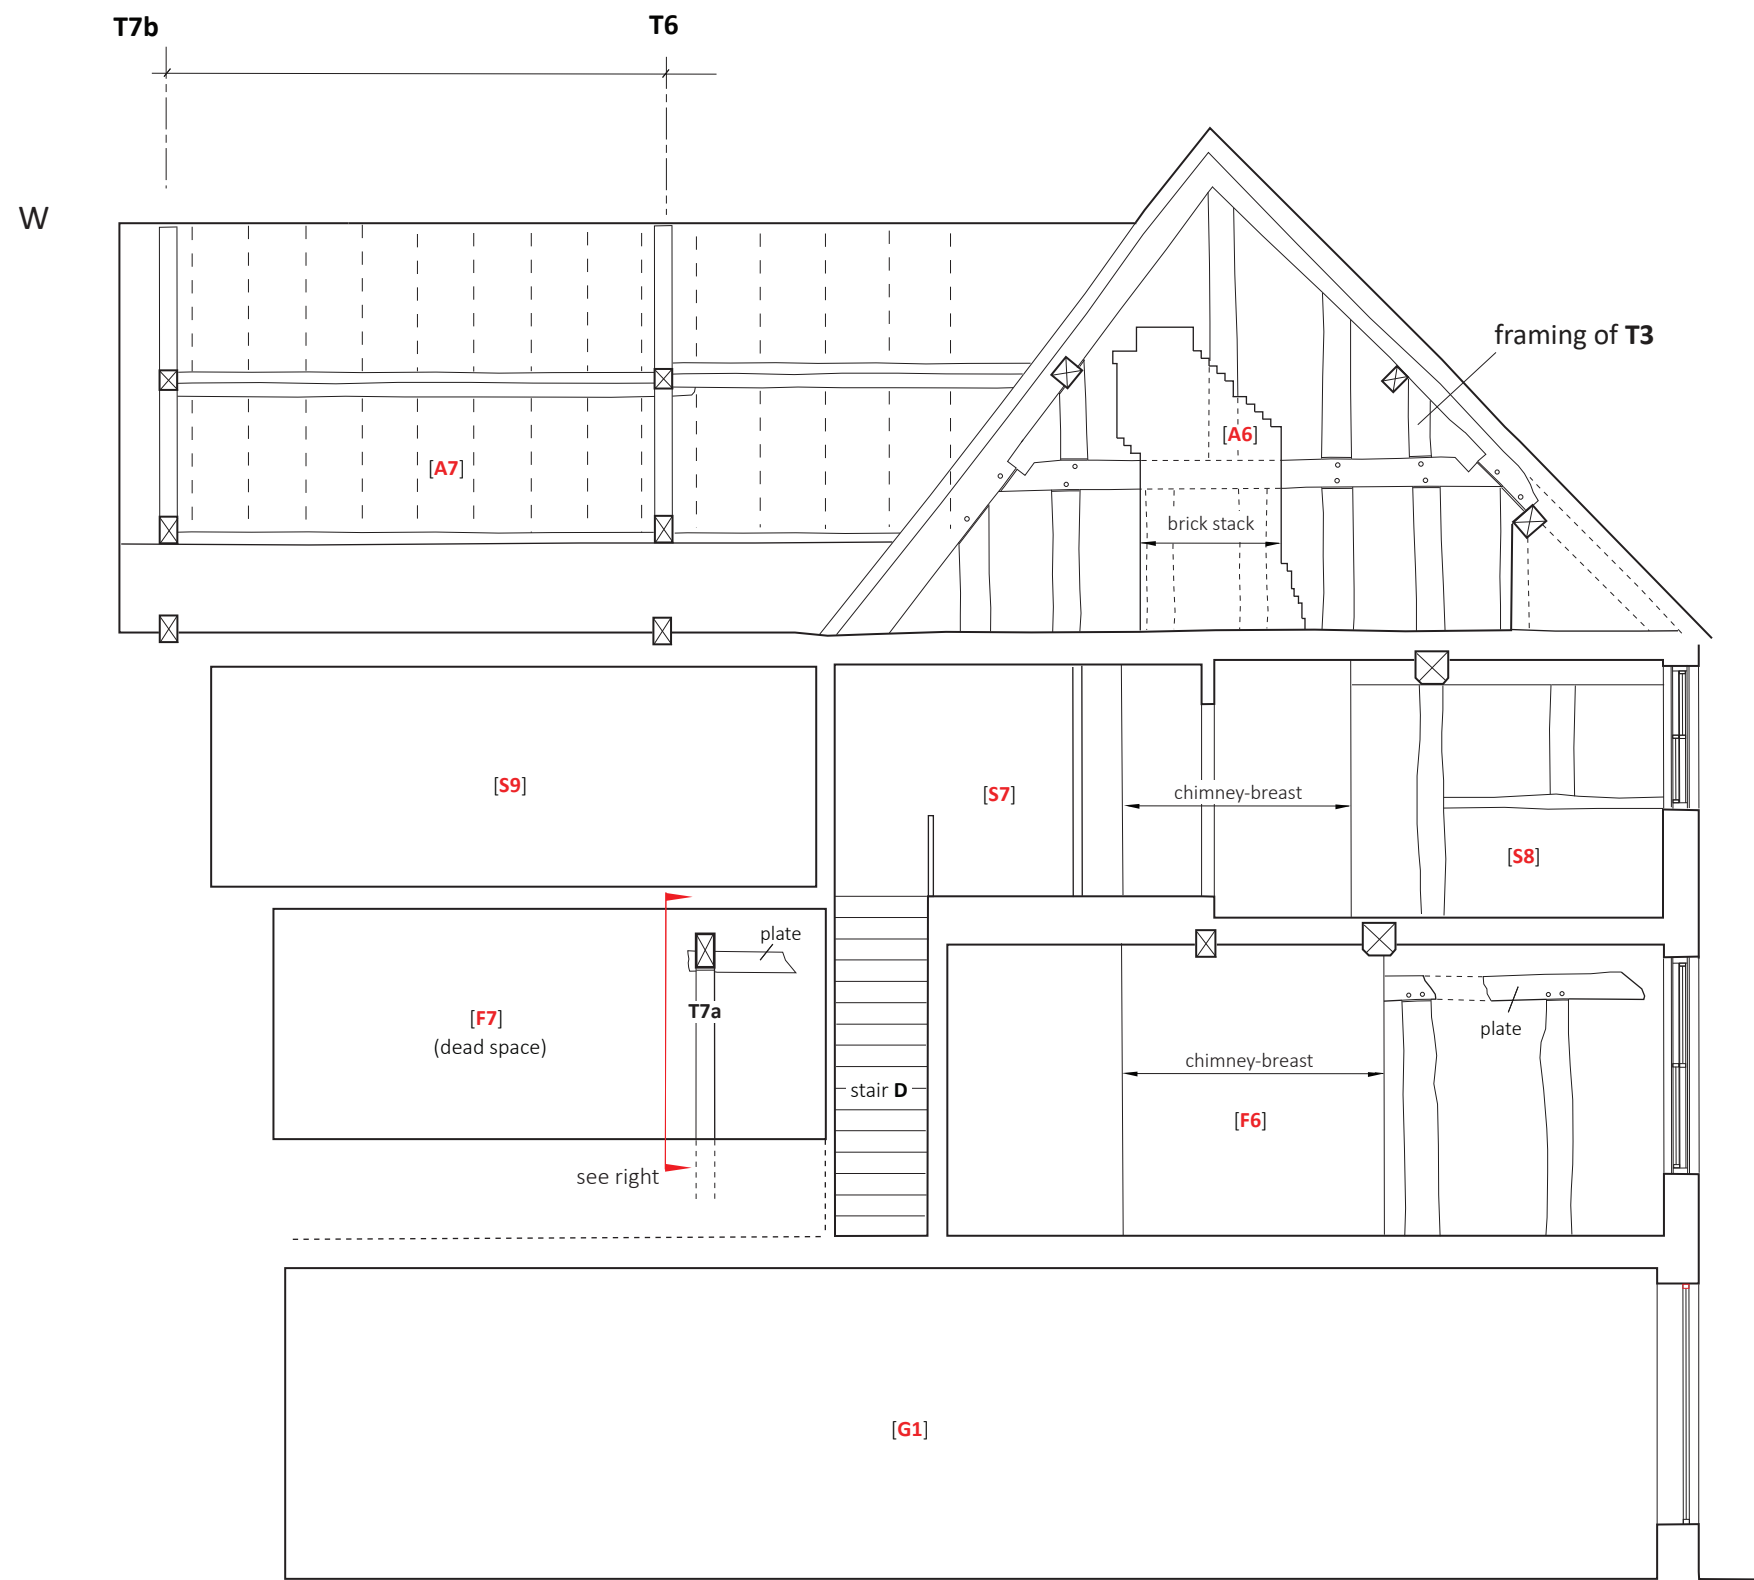 T7b
T6
W
framing of T3
[A6]
[A7]
brick stack
[S9]
[S7]
chimney-breast
[S8]
plate
T7a
[F7]
(dead space)
plate
chimney-breast
stair D
[F6]
see right
[G1]